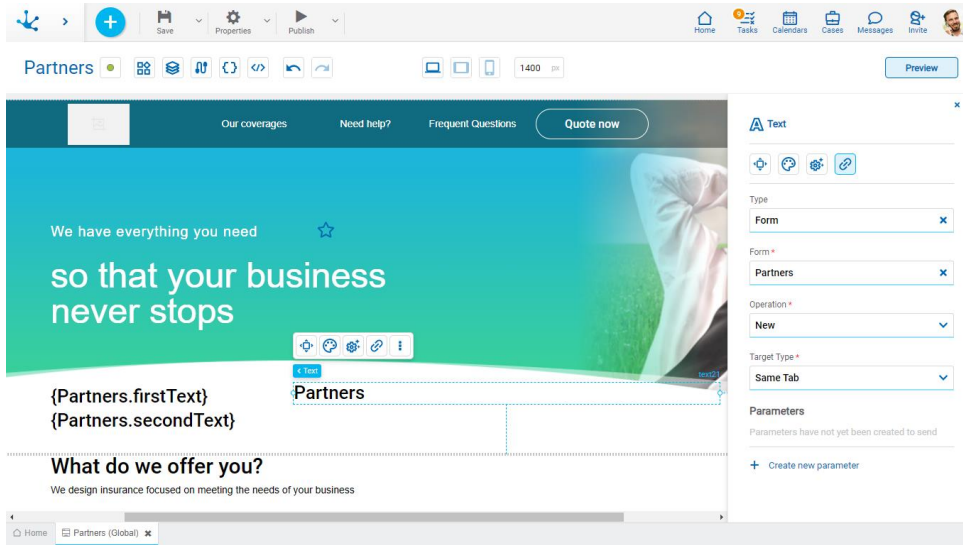 Save
Properties
Publish
Home
6
Tasks
Calendars
Cases
Messages
Invite
Partners
1400 px
Preview
Our coverages
Need help?
Frequent Questions
Quote now
We have everything you need
so that your business
never stops
< Text
text21
Partners
{Partners.firstText}
{Partners.secondText}
What do we offer you?
We design insurance focused on meeting the needs of your business
Text
Type
Form
Form *
Partners
Operation *
New
Target Type *
Same Tab
Parameters
Parameters have not yet been created to send
+ Create new parameter
Home
Partners (Global)